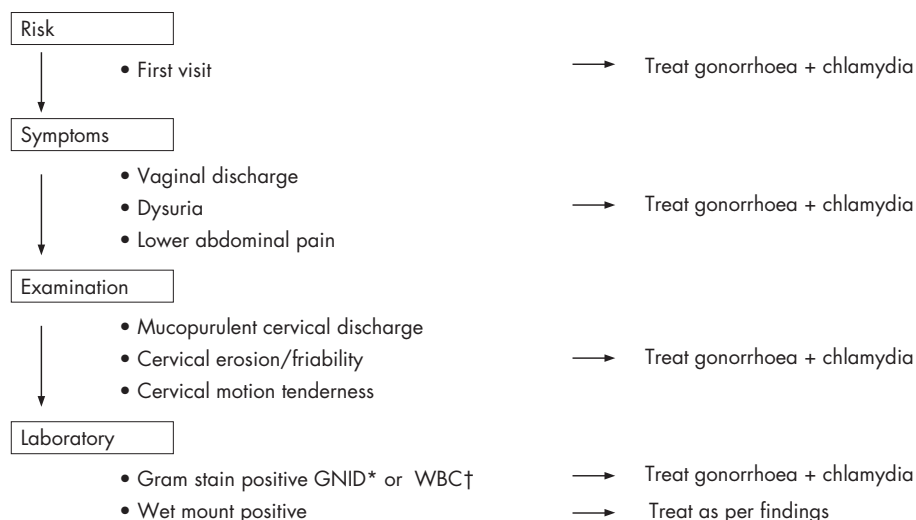 Risk
• First visit Treat gonorrhoea + chlamydia
Symptoms
• Vaginal discharge
• Dysuria Treat gonorrhoea + chlamydia
• Lower abdominal pain
Examination
• Mucopurulent cervical discharge
• Cervical erosion/friability Treat gonorrhoea + chlamydia
• Cervical motion tenderness
Laboratory
• Gram stain positive GNID* or WBC† Treat gonorrhoea + chlamydia
• Wet mount positive Treat as per findings